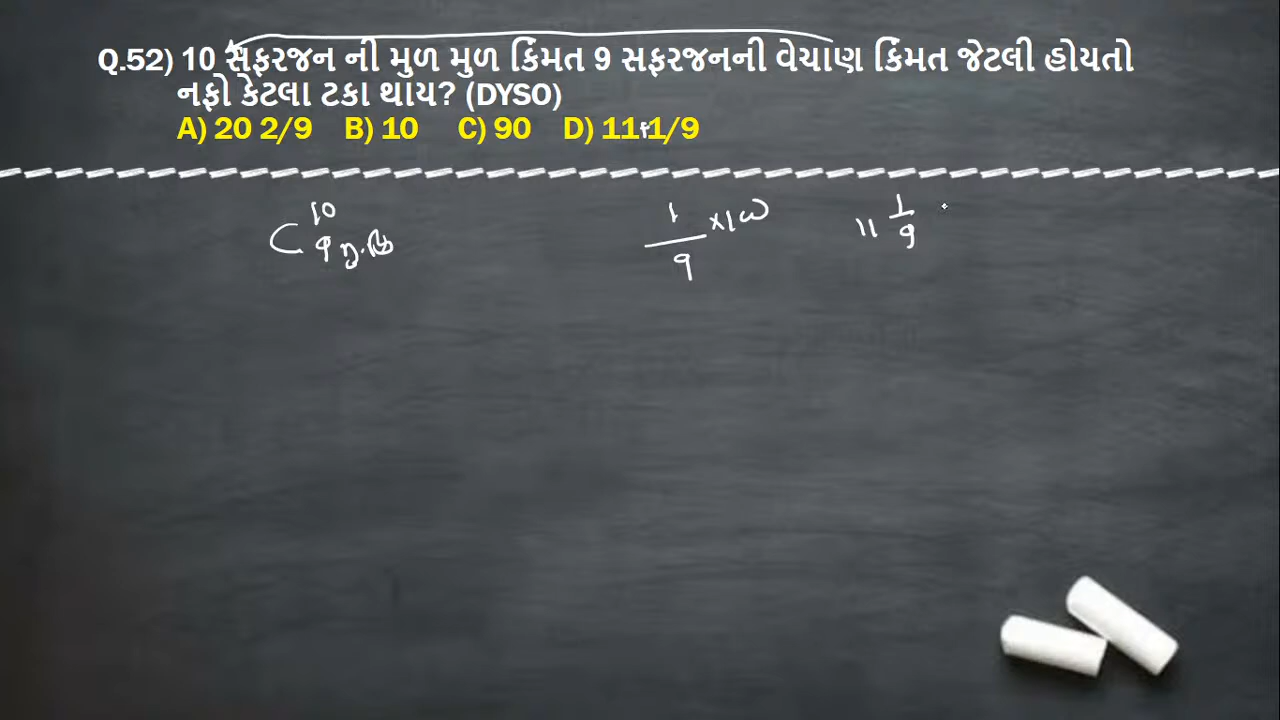 Q.52) 10 સફરજન ની મુળ મુળ કિંમત 9 સફરજનની વેચાણ કિંમત જેટલી હોયતો
નફો કેટલા ટકા થાય? (DYSO)
A) 20 2/9 B) 10 C) 90 D) 11 1/9
10
9 મુ.કિ
1/9 ×100
11 1/9